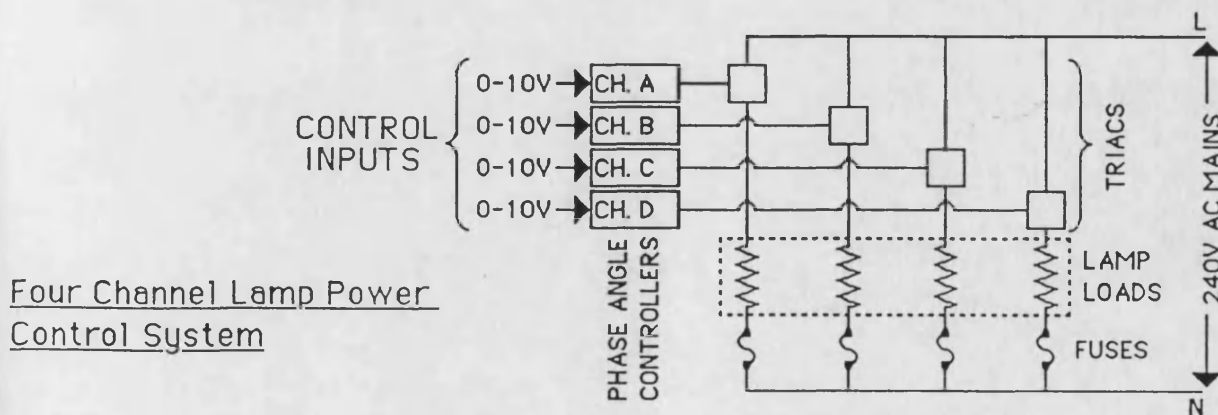 L
0-10V CH. A
0-10V CH. B
0-10V CH. C
0-10V CH. D
CONTROL
INPUTS
TRIACS
240V AC MAINS
PHASE ANGLE
CONTROLLERS
LAMP
LOADS
FUSES
N
Four Channel Lamp Power
Control System